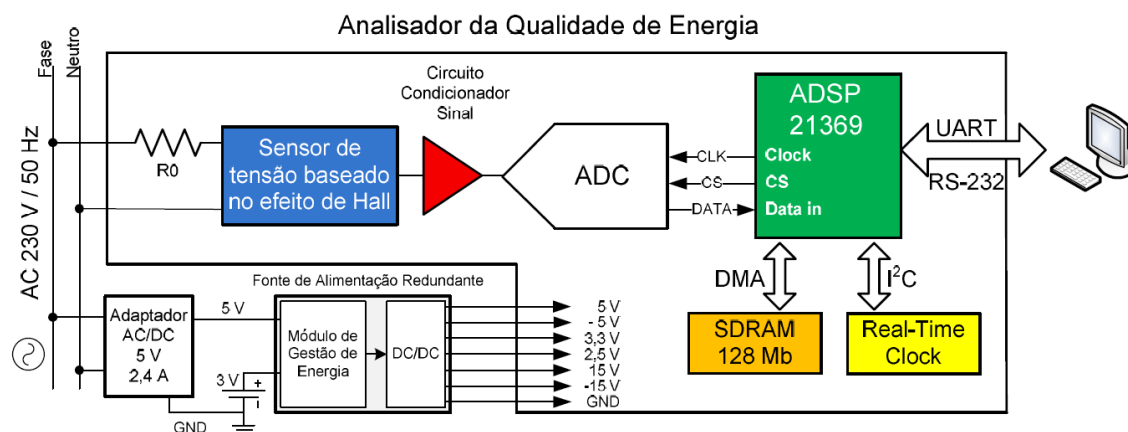 Analisador da Qualidade de Energia
Fase
Neutro
AC 230 V / 50 Hz
R0
Sensor de
tensão baseado
no efeito de Hall
Circuito
Condicionador
Sinal
ADC
CLK
CS
DATA
ADSP
21369
Clock
CS
Data in
UART
RS-232
DMA
I²C
SDRAM
128 Mb
Real-Time
Clock
Fonte de Alimentação Redundante
Adaptador
AC/DC
5 V
2,4 A
5 V
3 V
+
-
GND
Módulo de
Gestão de
Energia
DC/DC
5 V
- 5 V
3,3 V
2,5 V
15 V
-15 V
GND